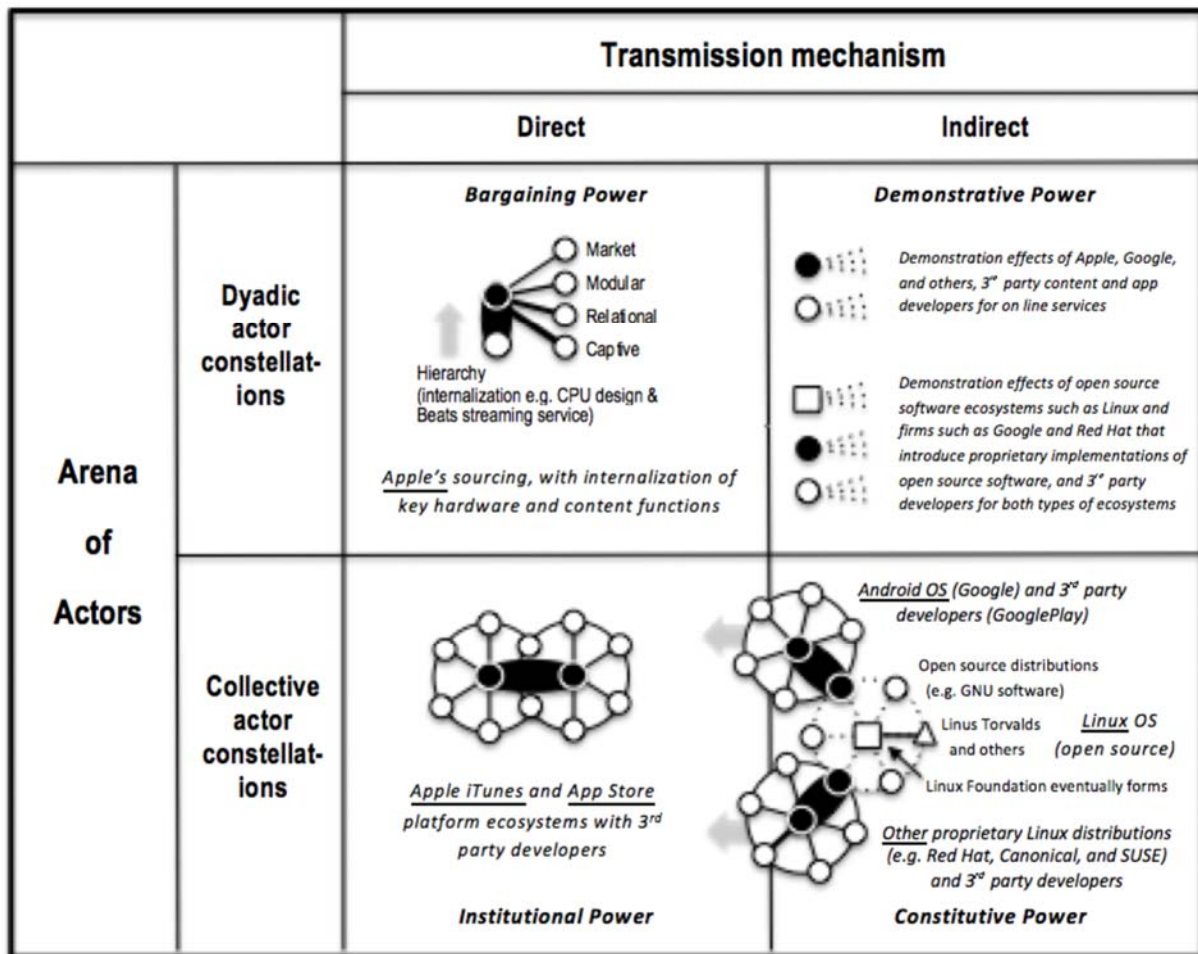 Transmission mechanism
Direct
Indirect
Arena
of
Actors
Dyadic
actor
constellat-
ions
Bargaining Power
Market
Modular
Relational
Captive
Hierarchy
(internalization e.g. CPU design &
Beats streaming service)
Apple's sourcing, with internalization of
key hardware and content functions
Demonstrative Power
Demonstration effects of Apple, Google,
and others, 3rd party content and app
developers for on line services
Demonstration effects of open source
software ecosystems such as Linux and
firms such as Google and Red Hat that
introduce proprietary implementations of
open source software, and 3rd party
developers for both types of ecosystems
Collective
actor
constellat-
ions
Apple iTunes and App Store
platform ecosystems with 3rd
party developers
Institutional Power
Android OS (Google) and 3rd party
developers (GooglePlay)
Open source distributions
(e.g. GNU software)
Linus Torvalds
and others
Linux OS
(open source)
Linux Foundation eventually forms
Other proprietary Linux distributions
(e.g. Red Hat, Canonical, and SUSE)
and 3rd party developers
Constitutive Power